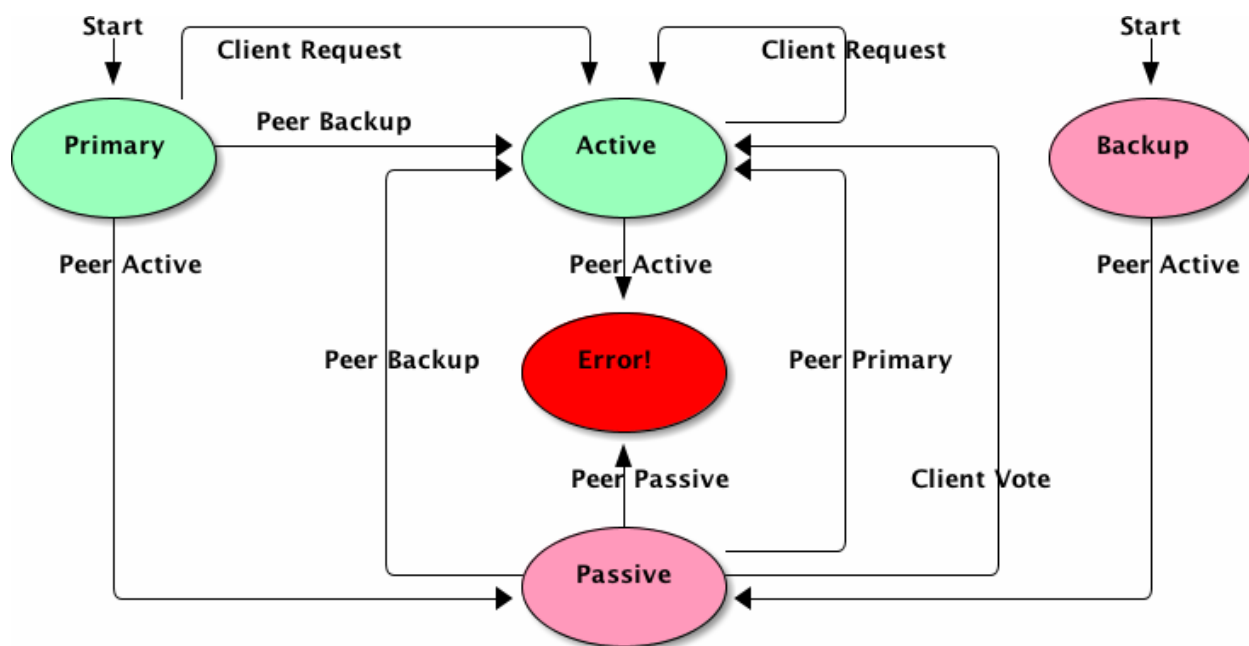 Start
Start
Client Request
Client Request
Peer Backup
Primary
Active
Backup
Peer Active
Peer Active
Peer Active
Peer Backup
Error!
Peer Primary
Peer Passive
Client Vote
Passive